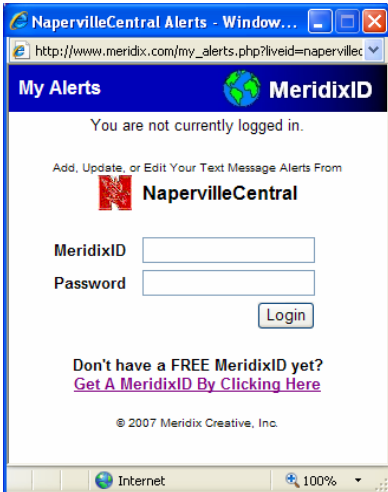 NapervilleCentral Alerts - Window...
http://www.meridix.com/my_alerts.php?liveid=napervillec
My Alerts
MeridixID
You are not currently logged in.
Add, Update, or Edit Your Text Message Alerts From
N NapervilleCentral
MeridixID
Password
Login
Don't have a FREE MeridixID yet?
Get A MeridixID By Clicking Here
© 2007 Meridix Creative, Inc.
Internet
100%